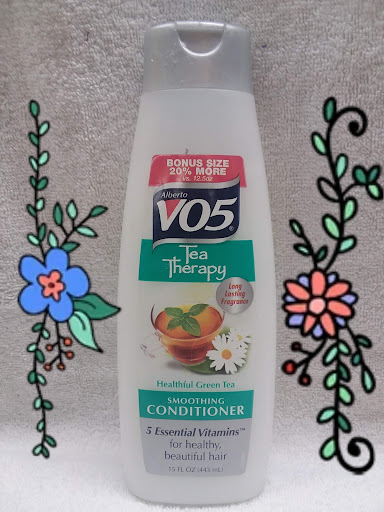 BONUS SIZE
20% MORE
vs. 12.5oz
Alberto
VO5®
Tea
Therapy
Long
Lasting
Fragrance
Healthful Green Tea
SMOOTHING
CONDITIONER
5 Essential Vitamins™
for healthy,
beautiful hair
15 FL OZ (443 mL)